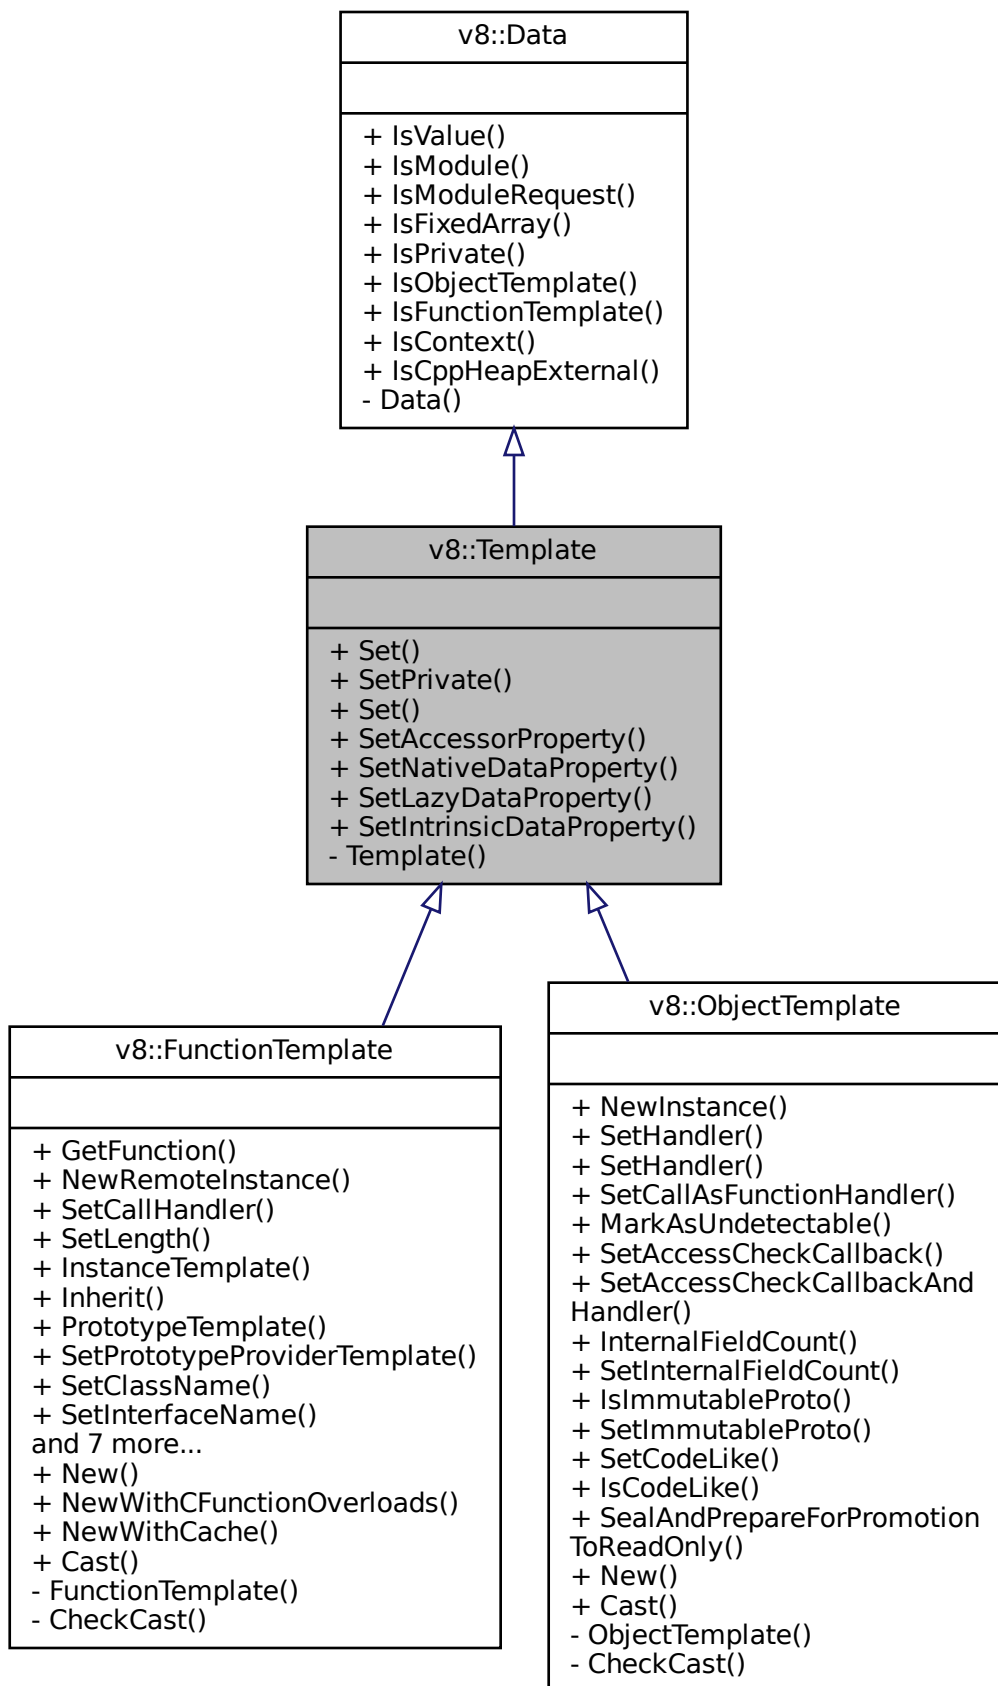 v8::Data
+ IsValue()
+ IsModule()
+ IsModuleRequest()
+ IsFixedArray()
+ IsPrivate()
+ IsObjectTemplate()
+ IsFunctionTemplate()
+ IsContext()
+ IsCppHeapExternal()
- Data()
v8::Template
+ Set()
+ SetPrivate()
+ Set()
+ SetAccessorProperty()
+ SetNativeDataProperty()
+ SetLazyDataProperty()
+ SetIntrinsicDataProperty()
- Template()
v8::FunctionTemplate
+ GetFunction()
+ NewRemoteInstance()
+ SetCallHandler()
+ SetLength()
+ InstanceTemplate()
+ Inherit()
+ PrototypeTemplate()
+ SetPrototypeProviderTemplate()
+ SetClassName()
+ SetInterfaceName()
and 7 more...
+ New()
+ NewWithCFunctionOverloads()
+ NewWithCache()
+ Cast()
- FunctionTemplate()
- CheckCast()
v8::ObjectTemplate
+ NewInstance()
+ SetHandler()
+ SetHandler()
+ SetCallAsFunctionHandler()
+ MarkAsUndetectable()
+ SetAccessCheckCallback()
+ SetAccessCheckCallbackAnd
Handler()
+ InternalFieldCount()
+ SetInternalFieldCount()
+ IsImmutableProto()
+ SetImmutableProto()
+ SetCodeLike()
+ IsCodeLike()
+ SealAndPrepareForPromotion
ToReadOnly()
+ New()
+ Cast()
- ObjectTemplate()
- CheckCast()